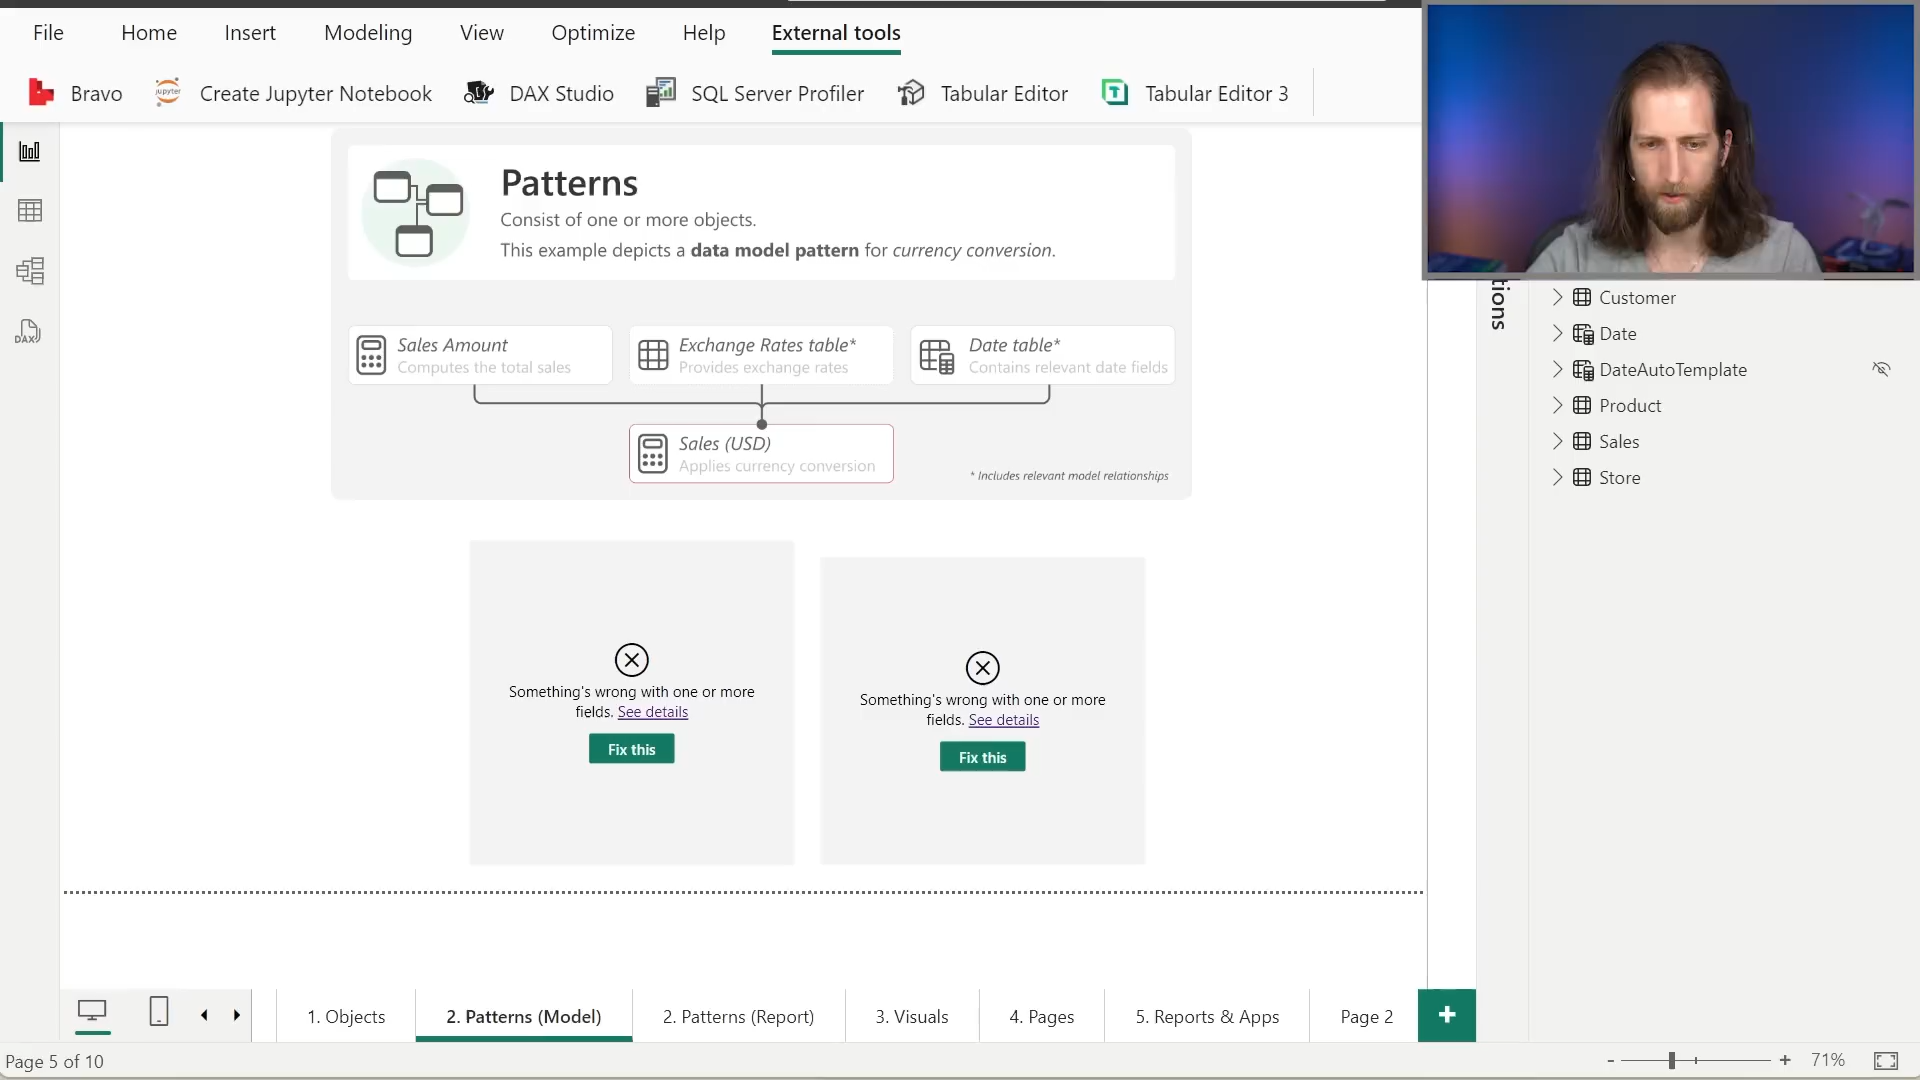 File Home Insert Modeling View Optimize Help External tools
Bravo Create Jupyter Notebook DAX Studio SQL Server Profiler Tabular Editor Tabular Editor 3
Patterns
Consist of one or more objects.
This example depicts a data model pattern for currency conversion.
Sales Amount
Computes the total sales
Exchange Rates table*
Provides exchange rates
Date table*
Contains relevant date fields
Sales (USD)
Applies currency conversion
* Includes relevant model relationships
Something's wrong with one or more
fields. See details
Fix this
Something's wrong with one or more
fields. See details
Fix this
tions
Customer
Date
DateAutoTemplate
Product
Sales
Store
DAX
jupyter
1. Objects 2. Patterns (Model) 2. Patterns (Report) 3. Visuals 4. Pages 5. Reports & Apps Page 2 +
Page 5 of 10
- + 71%